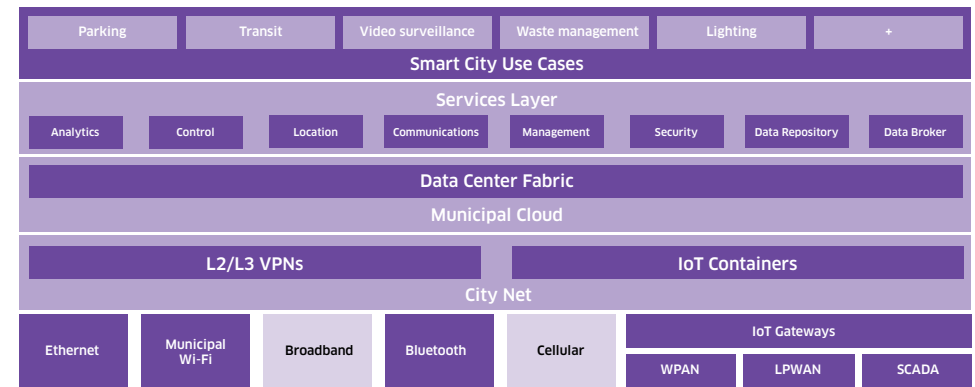 Parking
Transit
Video surveillance
Waste management
Lighting
+
Smart City Use Cases
Services Layer
Analytics
Control
Location
Communications
Management
Security
Data Repository
Data Broker
Data Center Fabric
Municipal Cloud
L2/L3 VPNs
IoT Containers
City Net
Ethernet
Municipal
Wi-Fi
Broadband
Bluetooth
Cellular
IoT Gateways
WPAN
LPWAN
SCADA